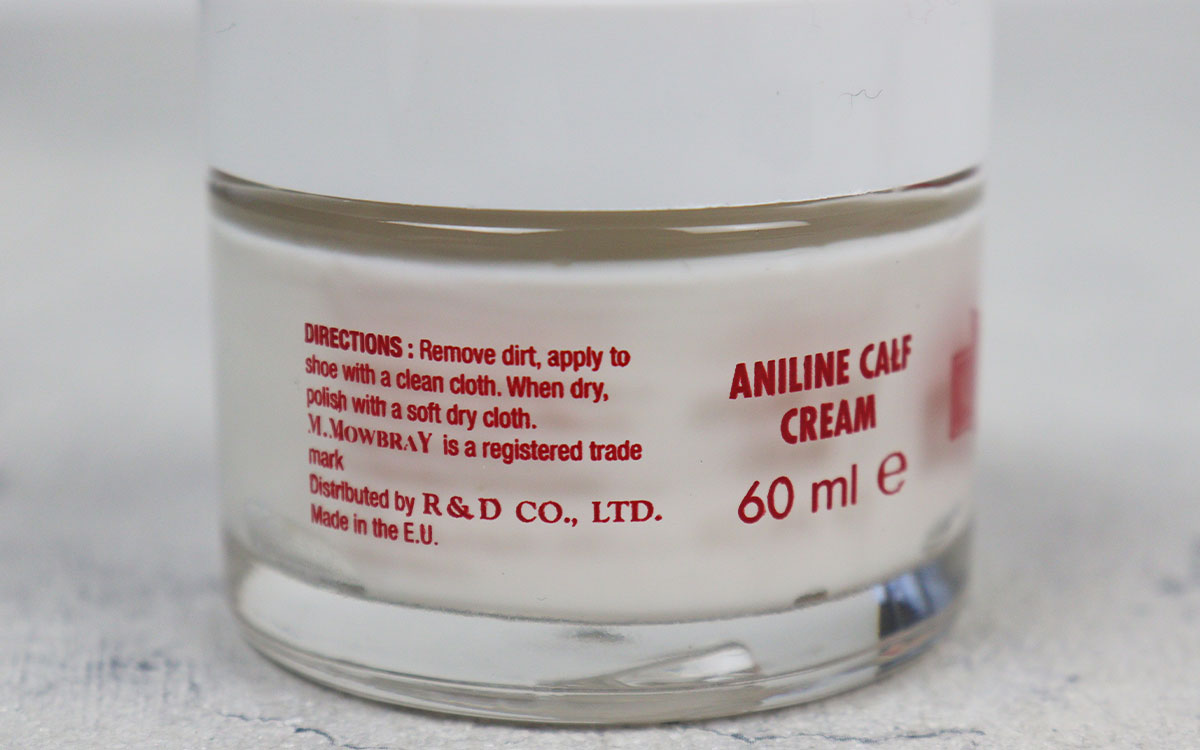 DIRECTIONS : Remove dirt, apply to
shoe with a clean cloth. When dry,
polish with a soft dry cloth.
M.MOWBRAY is a registered trade
mark
Distributed by R & D CO., LTD.
Made in the E.U.
ANILINE CALF
CREAM
60 ml e